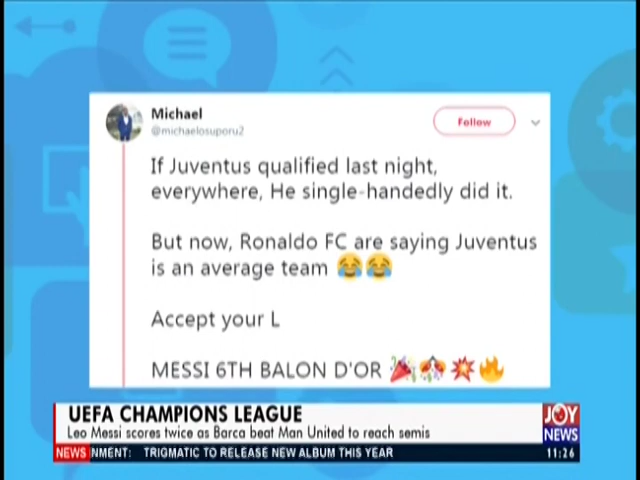 Michael
@michaelosuporu2
Follow
If Juventus qualified last night,
everywhere, He single-handedly did it.
But now, Ronaldo FC are saying Juventus
is an average team 😂😂
Accept your L
MESSI 6TH BALON D'OR 🎉🎊💥🔥
UEFA CHAMPIONS LEAGUE
Leo Messi scores twice as Barca beat Man United to reach semis
JOY
NEWS
NEWS NMENT: TRIGMATIC TO RELEASE NEW ALBUM THIS YEAR
11:26